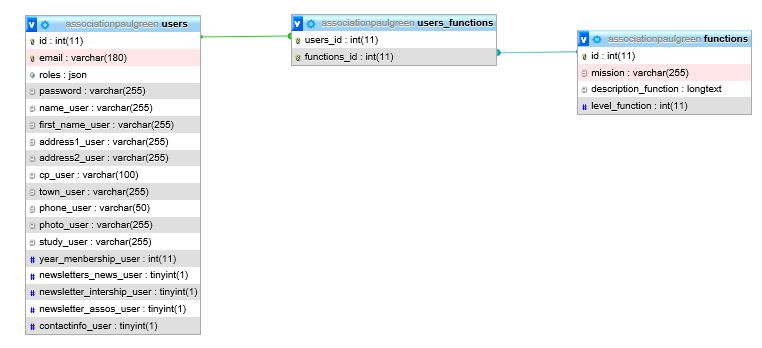 v associationpaulgreen users
id : int(11)
email : varchar(180)
roles : json
password : varchar(255)
name_user : varchar(255)
first_name_user : varchar(255)
address1_user : varchar(255)
address2_user : varchar(255)
cp_user : varchar(100)
town_user : varchar(255)
phone_user : varchar(50)
photo_user : varchar(255)
study_user : varchar(255)
# year_menbership_user : int(11)
# newsletters_news_user : tinyint(1)
# newsletter_intership_user : tinyint(1)
# newsletter_assos_user : tinyint(1)
# contactinfo_user : tinyint(1)
v associationpaulgreen users_functions
users_id : int(11)
functions_id : int(11)
v associationpaulgreen functions
id : int(11)
mission : varchar(255)
description_function : longtext
# level_function : int(11)